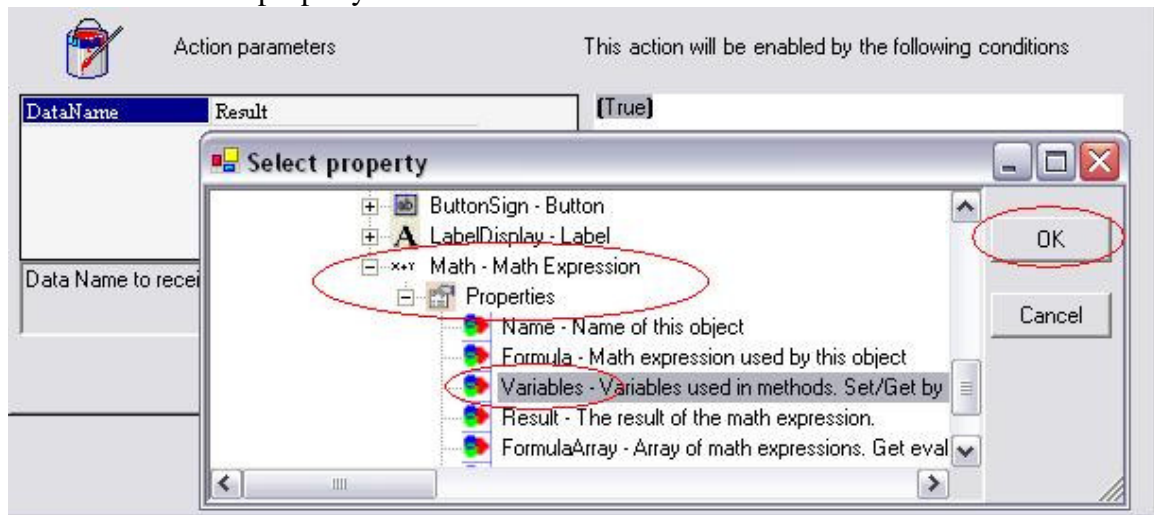 property
Action parameters
This action will be enabled by the following conditions
DataName Result
(True)
Select property
ButtonSign - Button
LabelDisplay - Label
OK
Math - Math Expression
Data Name to recei
Properties
Cancel
Name - Name of this object
Formula - Math expression used by this object
Variables - Variables used in methods. Set/Get by
Result - The result of the math expression.
FormulaArray - Array of math expressions. Get eval